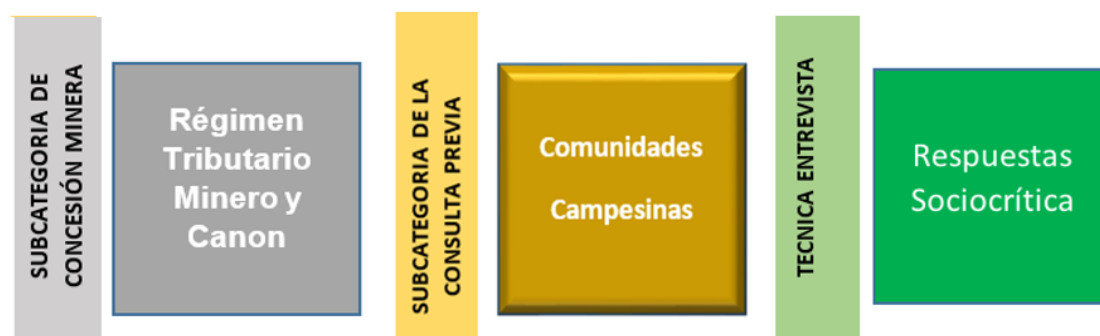 SUBCATEGORIA DE
CONCESIÓN MINERA
Régimen
Tributario
Minero y
Canon
SUBCATEGORIA DE LA
CONSULTA PREVIA
Comunidades
Campesinas
TECNICA ENTREVISTA
Respuestas
Sociocrítica